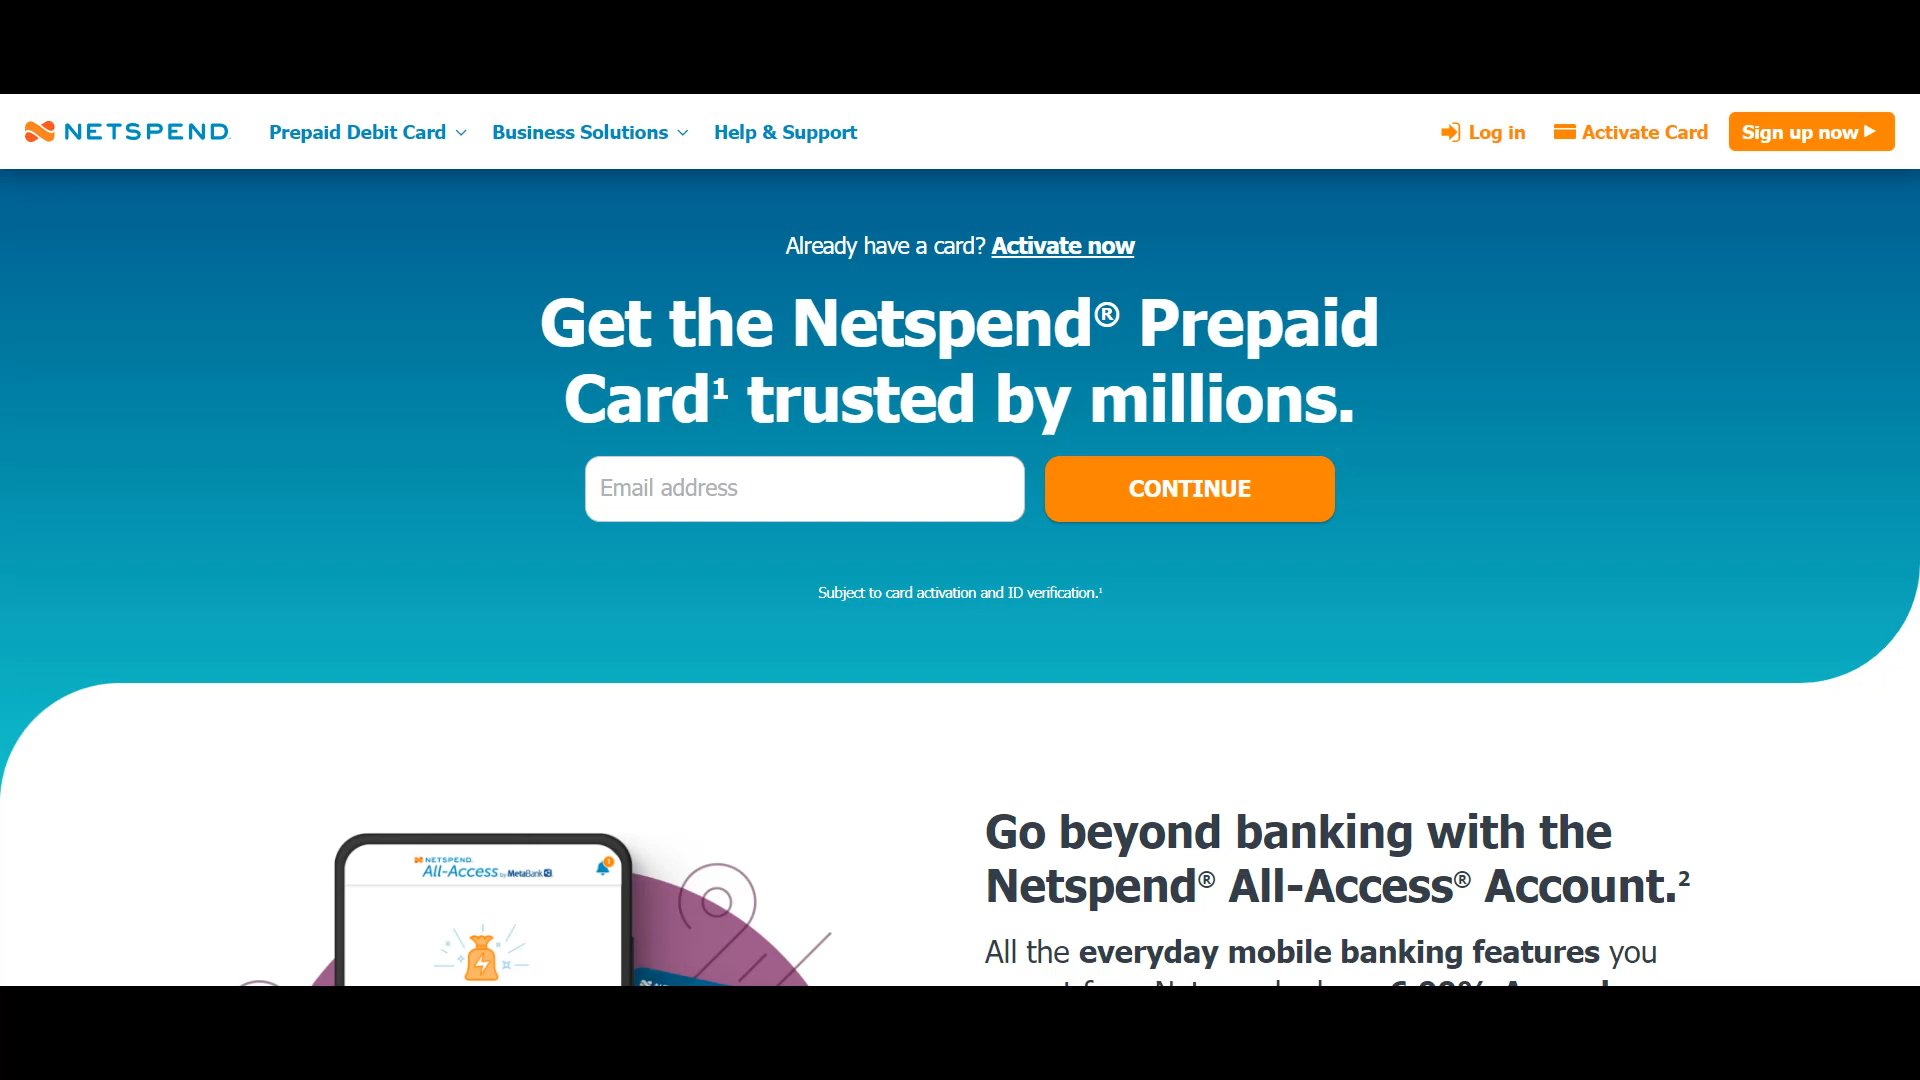 NETSPEND
Prepaid Debit Card
Business Solutions
Help & Support
Log in
Activate Card
Sign up now
Already have a card? Activate now
Get the Netspend® Prepaid
Card¹ trusted by millions.
Email address
CONTINUE
Subject to card activation and ID verification.¹
NETSPEND
All-Access by MetaBank
1
Go beyond banking with the
Netspend® All-Access® Account.²
All the everyday mobile banking features you